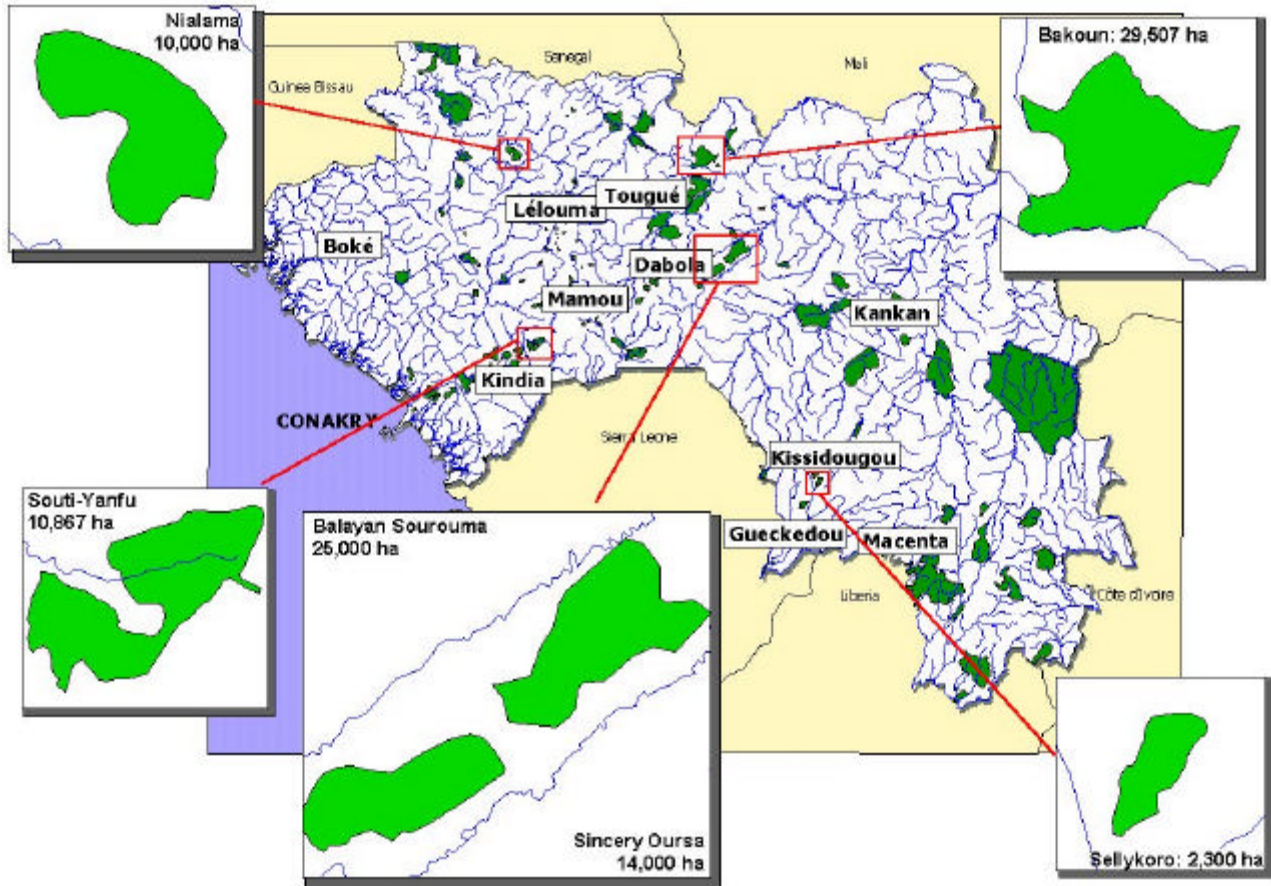 Nialama
10,000 ha
Senegal
Mali
Guinea Bissau
Bakoun: 29,507 ha
Lélouma
Tougué
Boké
Dabola
Mamou
Kankan
Kindia
CONAKRY
Sierra Leone
Kissidougou
Gueckedou
Macenta
Liberia
Côte d'Ivoire
Souti-Yanfu
10,867 ha
Balayan Sourouma
25,000 ha
Sincery Oursa
14,000 ha
Sellykoro: 2,300 ha